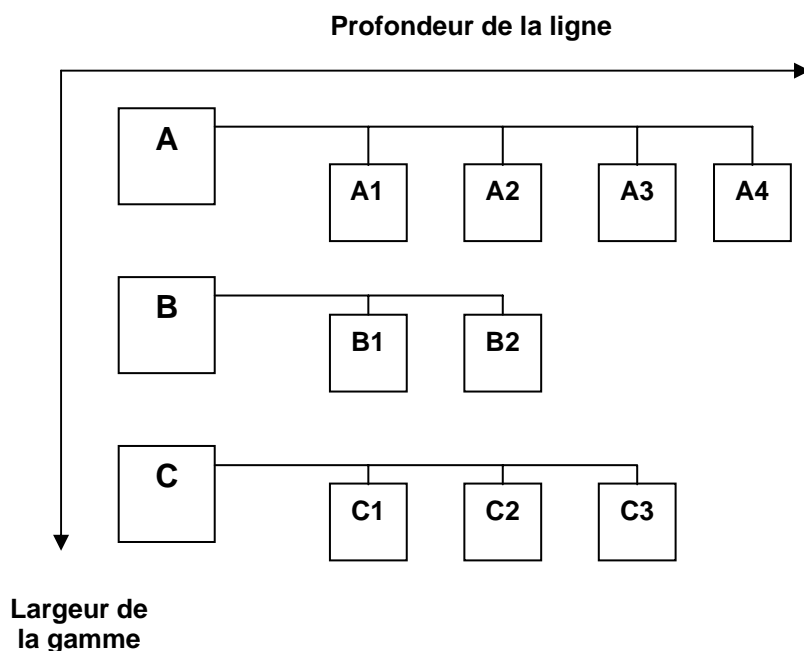 Profondeur de la ligne
A
A1 A2 A3 A4
B
B1 B2
C
C1 C2 C3
Largeur de
la gamme